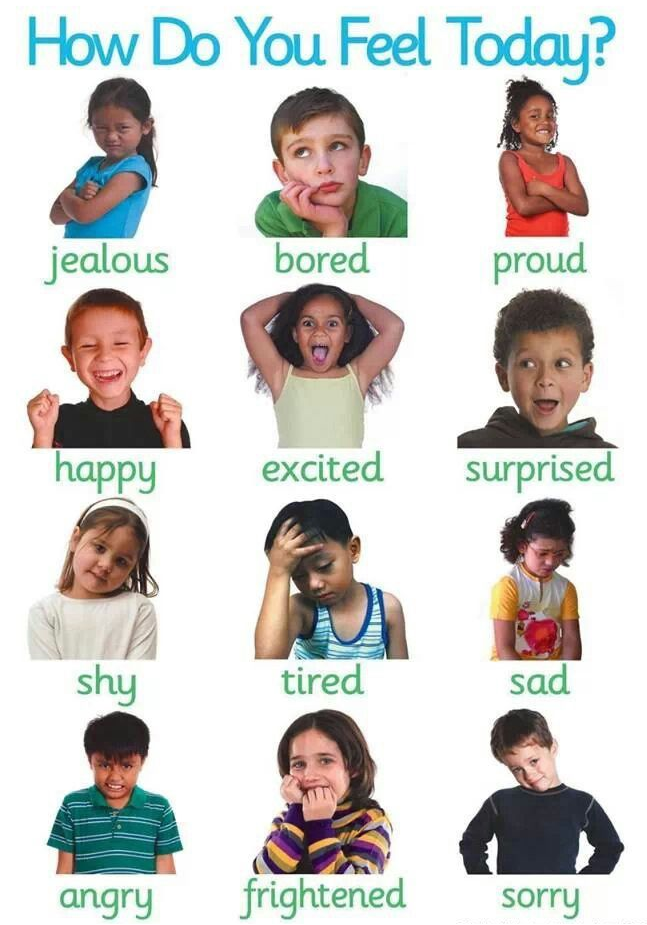 How Do You Feel Today?
jealous bored proud
happy excited surprised
shy tired sad
angry frightened sorry